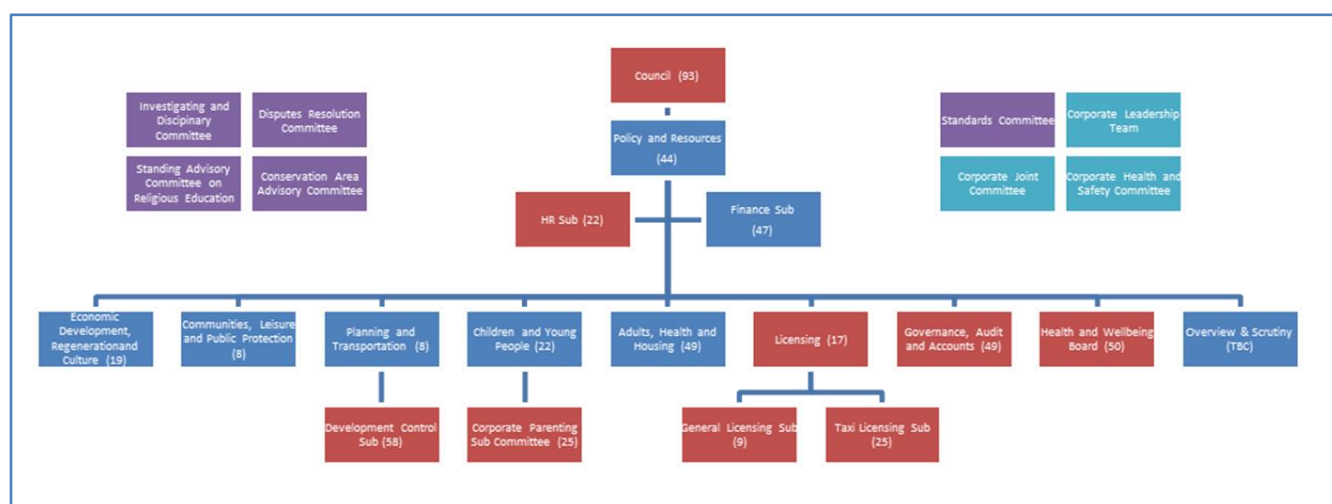 Council (93)
Investigating and
Discipinary
Committee
Disputes Resolution
Committee
Standards Committee
Corporate Leadership
Team
Policy and Resources
(44)
Standing Advisory
Committee on
Religious Education
Conservation Area
Advisory Committee
Corporate Joint
Committee
Corporate Health and
Safety Committee
HR Sub (22)
Finance Sub
(47)
Economic
Development,
Regenerationand
Culture (19)
Communities, Leisure
and Public Protection
(8)
Planning and
Transportation (8)
Children and Young
People (22)
Adults, Health and
Housing (49)
Licensing (17)
Governance, Audit
and Accounts (49)
Health and Wellbeing
Board (50)
Overview & Scrutiny
(TBC)
Development Control
Sub (58)
Corporate Parenting
Sub Committee (25)
General Licensing Sub
(9)
Taxi Licensing Sub
(25)